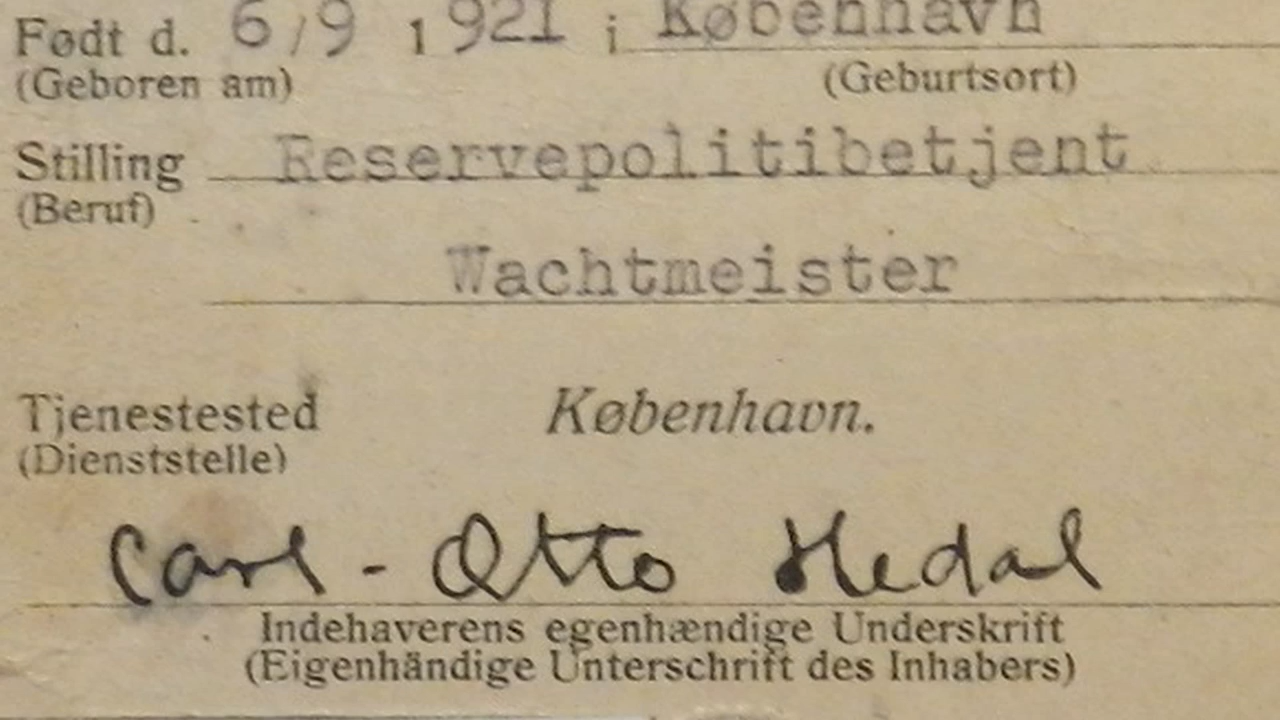 Født d. 6/9 1921 i København
(Geboren am) (Geburtsort)
Stilling Reservepolitibetjent
(Beruf)
Wachtmeister
Tjenestested København.
(Dienststelle)
Carl-Otto Hedal
Indehaverens egenhændige Underskrift
(Eigenhändige Unterschrift des Inhabers)